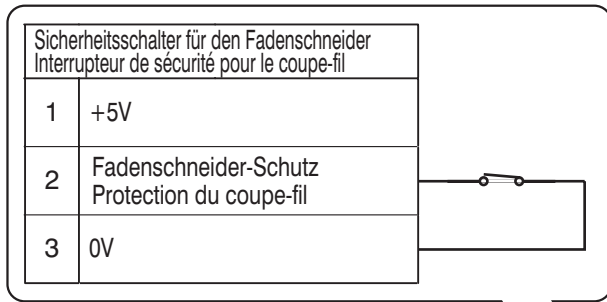 Sicherheitsschalter für den Fadenschneider
Interrupteur de sécurité pour le coupe-fil
1 +5V
2 Fadenschneider-Schutz
Protection du coupe-fil
3 0V